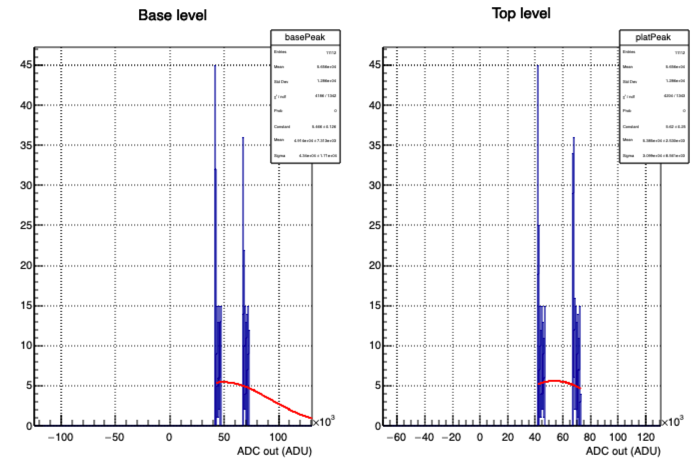 Base level
basePeak
Entries
Mean
Std Dev
χ² / ndf
Prob 0
Constant
Mean
Sigma
45
40
35
30
25
20
15
10
5
0
−100 −50 0 50 100
×10³
ADC out (ADU)
Top level
platPeak
Entries
Mean
Std Dev
χ² / ndf
Prob 0
Constant
Mean
Sigma
45
40
35
30
25
20
15
10
5
0
−60 −40 −20 0 20 40 60 80 100 120
×10³
ADC out (ADU)